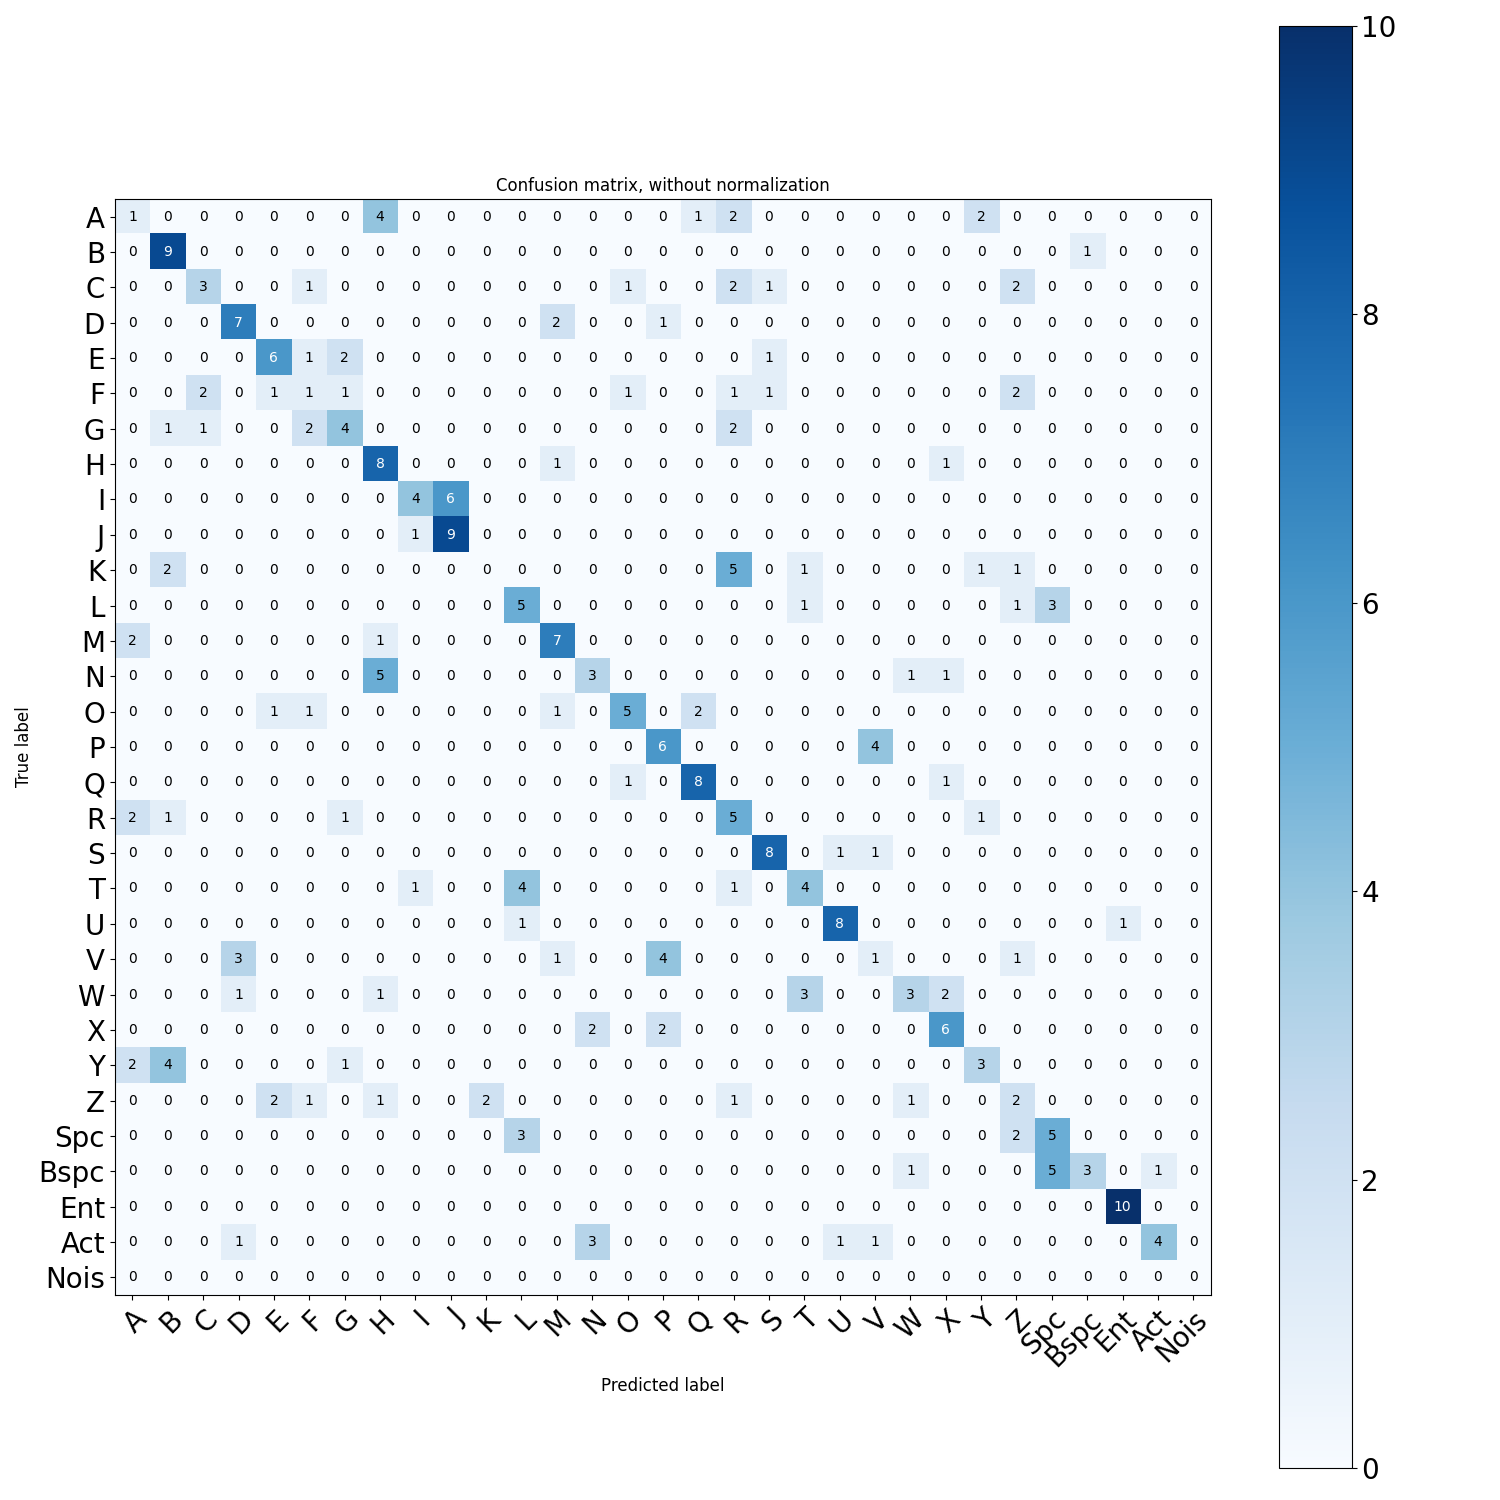 Confusion matrix, without normalization
A 1 0 0 0 0 0 0 4 0 0 0 0 0 0 0 0 1 2 0 0 0 0 0 0 2 0 0 0 0 0 0
B 0 9 0 0 0 0 0 0 0 0 0 0 0 0 0 0 0 0 0 0 0 0 0 0 0 0 0 1 0 0 0
C 0 0 3 0 0 1 0 0 0 0 0 0 0 0 1 0 0 2 1 0 0 0 0 0 0 2 0 0 0 0 0
D 0 0 0 7 0 0 0 0 0 0 0 0 2 0 0 1 0 0 0 0 0 0 0 0 0 0 0 0 0 0 0
E 0 0 0 0 6 1 2 0 0 0 0 0 0 0 0 0 0 0 1 0 0 0 0 0 0 0 0 0 0 0 0
F 0 0 2 0 1 1 1 0 0 0 0 0 0 0 1 0 0 1 1 0 0 0 0 0 0 2 0 0 0 0 0
G 0 1 1 0 0 2 4 0 0 0 0 0 0 0 0 0 0 2 0 0 0 0 0 0 0 0 0 0 0 0 0
H 0 0 0 0 0 0 0 8 0 0 0 0 1 0 0 0 0 0 0 0 0 0 0 1 0 0 0 0 0 0 0
I 0 0 0 0 0 0 0 0 4 6 0 0 0 0 0 0 0 0 0 0 0 0 0 0 0 0 0 0 0 0 0
J 0 0 0 0 0 0 0 0 1 9 0 0 0 0 0 0 0 0 0 0 0 0 0 0 0 0 0 0 0 0 0
K 0 2 0 0 0 0 0 0 0 0 0 0 0 0 0 0 0 5 0 1 0 0 0 0 1 1 0 0 0 0 0
L 0 0 0 0 0 0 0 0 0 0 0 5 0 0 0 0 0 0 0 1 0 0 0 0 0 1 3 0 0 0 0
M 2 0 0 0 0 0 0 1 0 0 0 0 7 0 0 0 0 0 0 0 0 0 0 0 0 0 0 0 0 0 0
N 0 0 0 0 0 0 0 5 0 0 0 0 0 3 0 0 0 0 0 0 0 0 1 1 0 0 0 0 0 0 0
O 0 0 0 0 1 1 0 0 0 0 0 0 1 0 5 0 2 0 0 0 0 0 0 0 0 0 0 0 0 0 0
P 0 0 0 0 0 0 0 0 0 0 0 0 0 0 0 6 0 0 0 0 0 4 0 0 0 0 0 0 0 0 0
Q 0 0 0 0 0 0 0 0 0 0 0 0 0 0 1 0 8 0 0 0 0 0 0 1 0 0 0 0 0 0 0
R 2 1 0 0 0 0 1 0 0 0 0 0 0 0 0 0 0 5 0 0 0 0 0 0 1 0 0 0 0 0 0
S 0 0 0 0 0 0 0 0 0 0 0 0 0 0 0 0 0 0 8 0 1 1 0 0 0 0 0 0 0 0 0
T 0 0 0 0 0 0 0 0 1 0 0 4 0 0 0 0 0 1 0 4 0 0 0 0 0 0 0 0 0 0 0
U 0 0 0 0 0 0 0 0 0 0 0 1 0 0 0 0 0 0 0 0 8 0 0 0 0 0 0 0 1 0 0
V 0 0 0 3 0 0 0 0 0 0 0 0 1 0 0 4 0 0 0 0 0 1 0 0 0 1 0 0 0 0 0
W 0 0 0 1 0 0 0 1 0 0 0 0 0 0 0 0 0 0 0 3 0 0 3 2 0 0 0 0 0 0 0
X 0 0 0 0 0 0 0 0 0 0 0 0 0 2 0 2 0 0 0 0 0 0 0 6 0 0 0 0 0 0 0
Y 2 4 0 0 0 0 1 0 0 0 0 0 0 0 0 0 0 0 0 0 0 0 0 0 3 0 0 0 0 0 0
Z 0 0 0 0 2 1 0 1 0 0 2 0 0 0 0 0 0 1 0 0 0 0 1 0 0 2 0 0 0 0 0
Spc 0 0 0 0 0 0 0 0 0 0 0 3 0 0 0 0 0 0 0 0 0 0 0 0 0 2 5 0 0 0 0
Bspc 0 0 0 0 0 0 0 0 0 0 0 0 0 0 0 0 0 0 0 0 0 0 1 0 0 0 5 3 0 1 0
Ent 0 0 0 0 0 0 0 0 0 0 0 0 0 0 0 0 0 0 0 0 0 0 0 0 0 0 0 0 10 0 0
Act 0 0 0 1 0 0 0 0 0 0 0 0 0 3 0 0 0 0 0 0 1 1 0 0 0 0 0 0 0 4 0
Nois 0 0 0 0 0 0 0 0 0 0 0 0 0 0 0 0 0 0 0 0 0 0 0 0 0 0 0 0 0 0 0
A B C D E F G H I J K L M N O P Q R S T U V W X Y Z Spc Bspc Ent Act Nois
Predicted label
True label
10
8
6
4
2
0